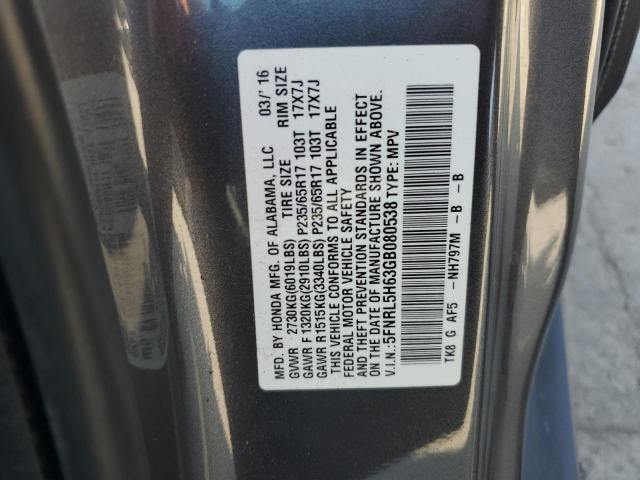 MFD. BY HONDA MFG. OF ALABAMA, LLC 03/' 16
GVWR 2730KG(6019LBS) TIRE SIZE RIM SIZE
GAWR F 1320KG(2910LBS) P235/65R17 103T 17X7J
GAWR R 1515KG(3340LBS) P235/65R17 103T 17X7J
THIS VEHICLE CONFORMS TO ALL APPLICABLE
FEDERAL MOTOR VEHICLE SAFETY
AND THEFT PREVENTION STANDARDS IN EFFECT
ON THE DATE OF MANUFACTURE SHOWN ABOVE.
V.I.N.: 5FNRL5H63GB080538 TYPE: MPV
TK8 G AF5 -NH797M -B -B